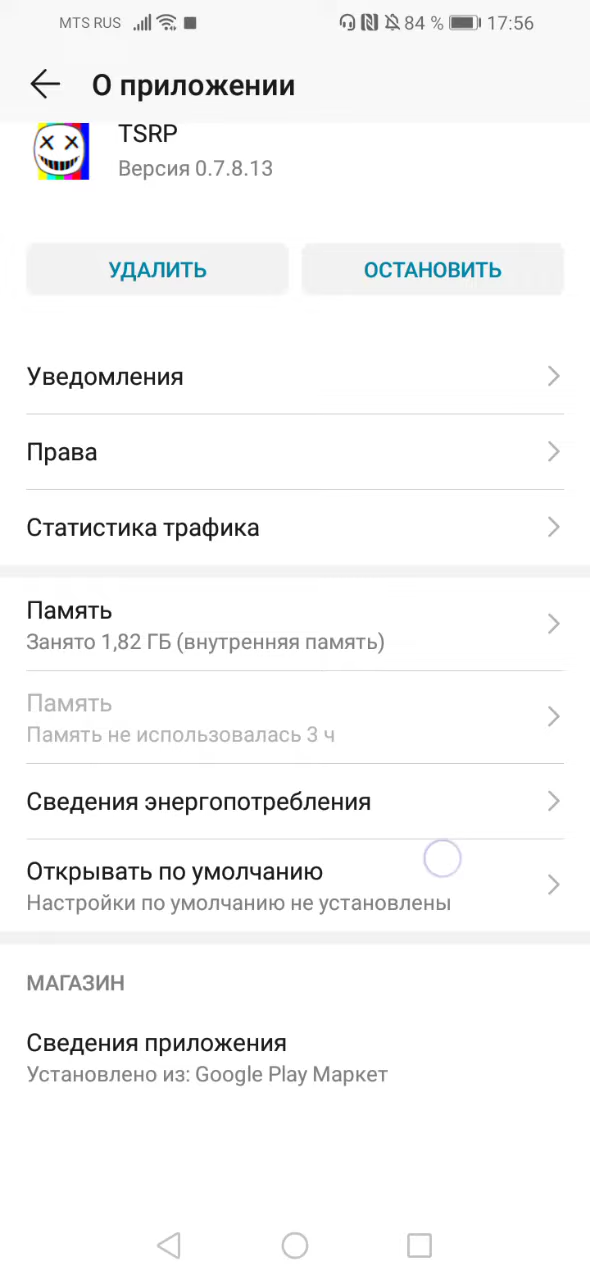 MTS RUS 84 % 17:56
О приложении
TSRP
Версия 0.7.8.13
УДАЛИТЬ ОСТАНОВИТЬ
Уведомления
Права
Статистика трафика
Память
Занято 1,82 ГБ (внутренняя память)
Память
Память не использовалась 3 ч
Сведения энергопотребления
Открывать по умолчанию
Настройки по умолчанию не установлены
МАГАЗИН
Сведения приложения
Установлено из: Google Play Маркет